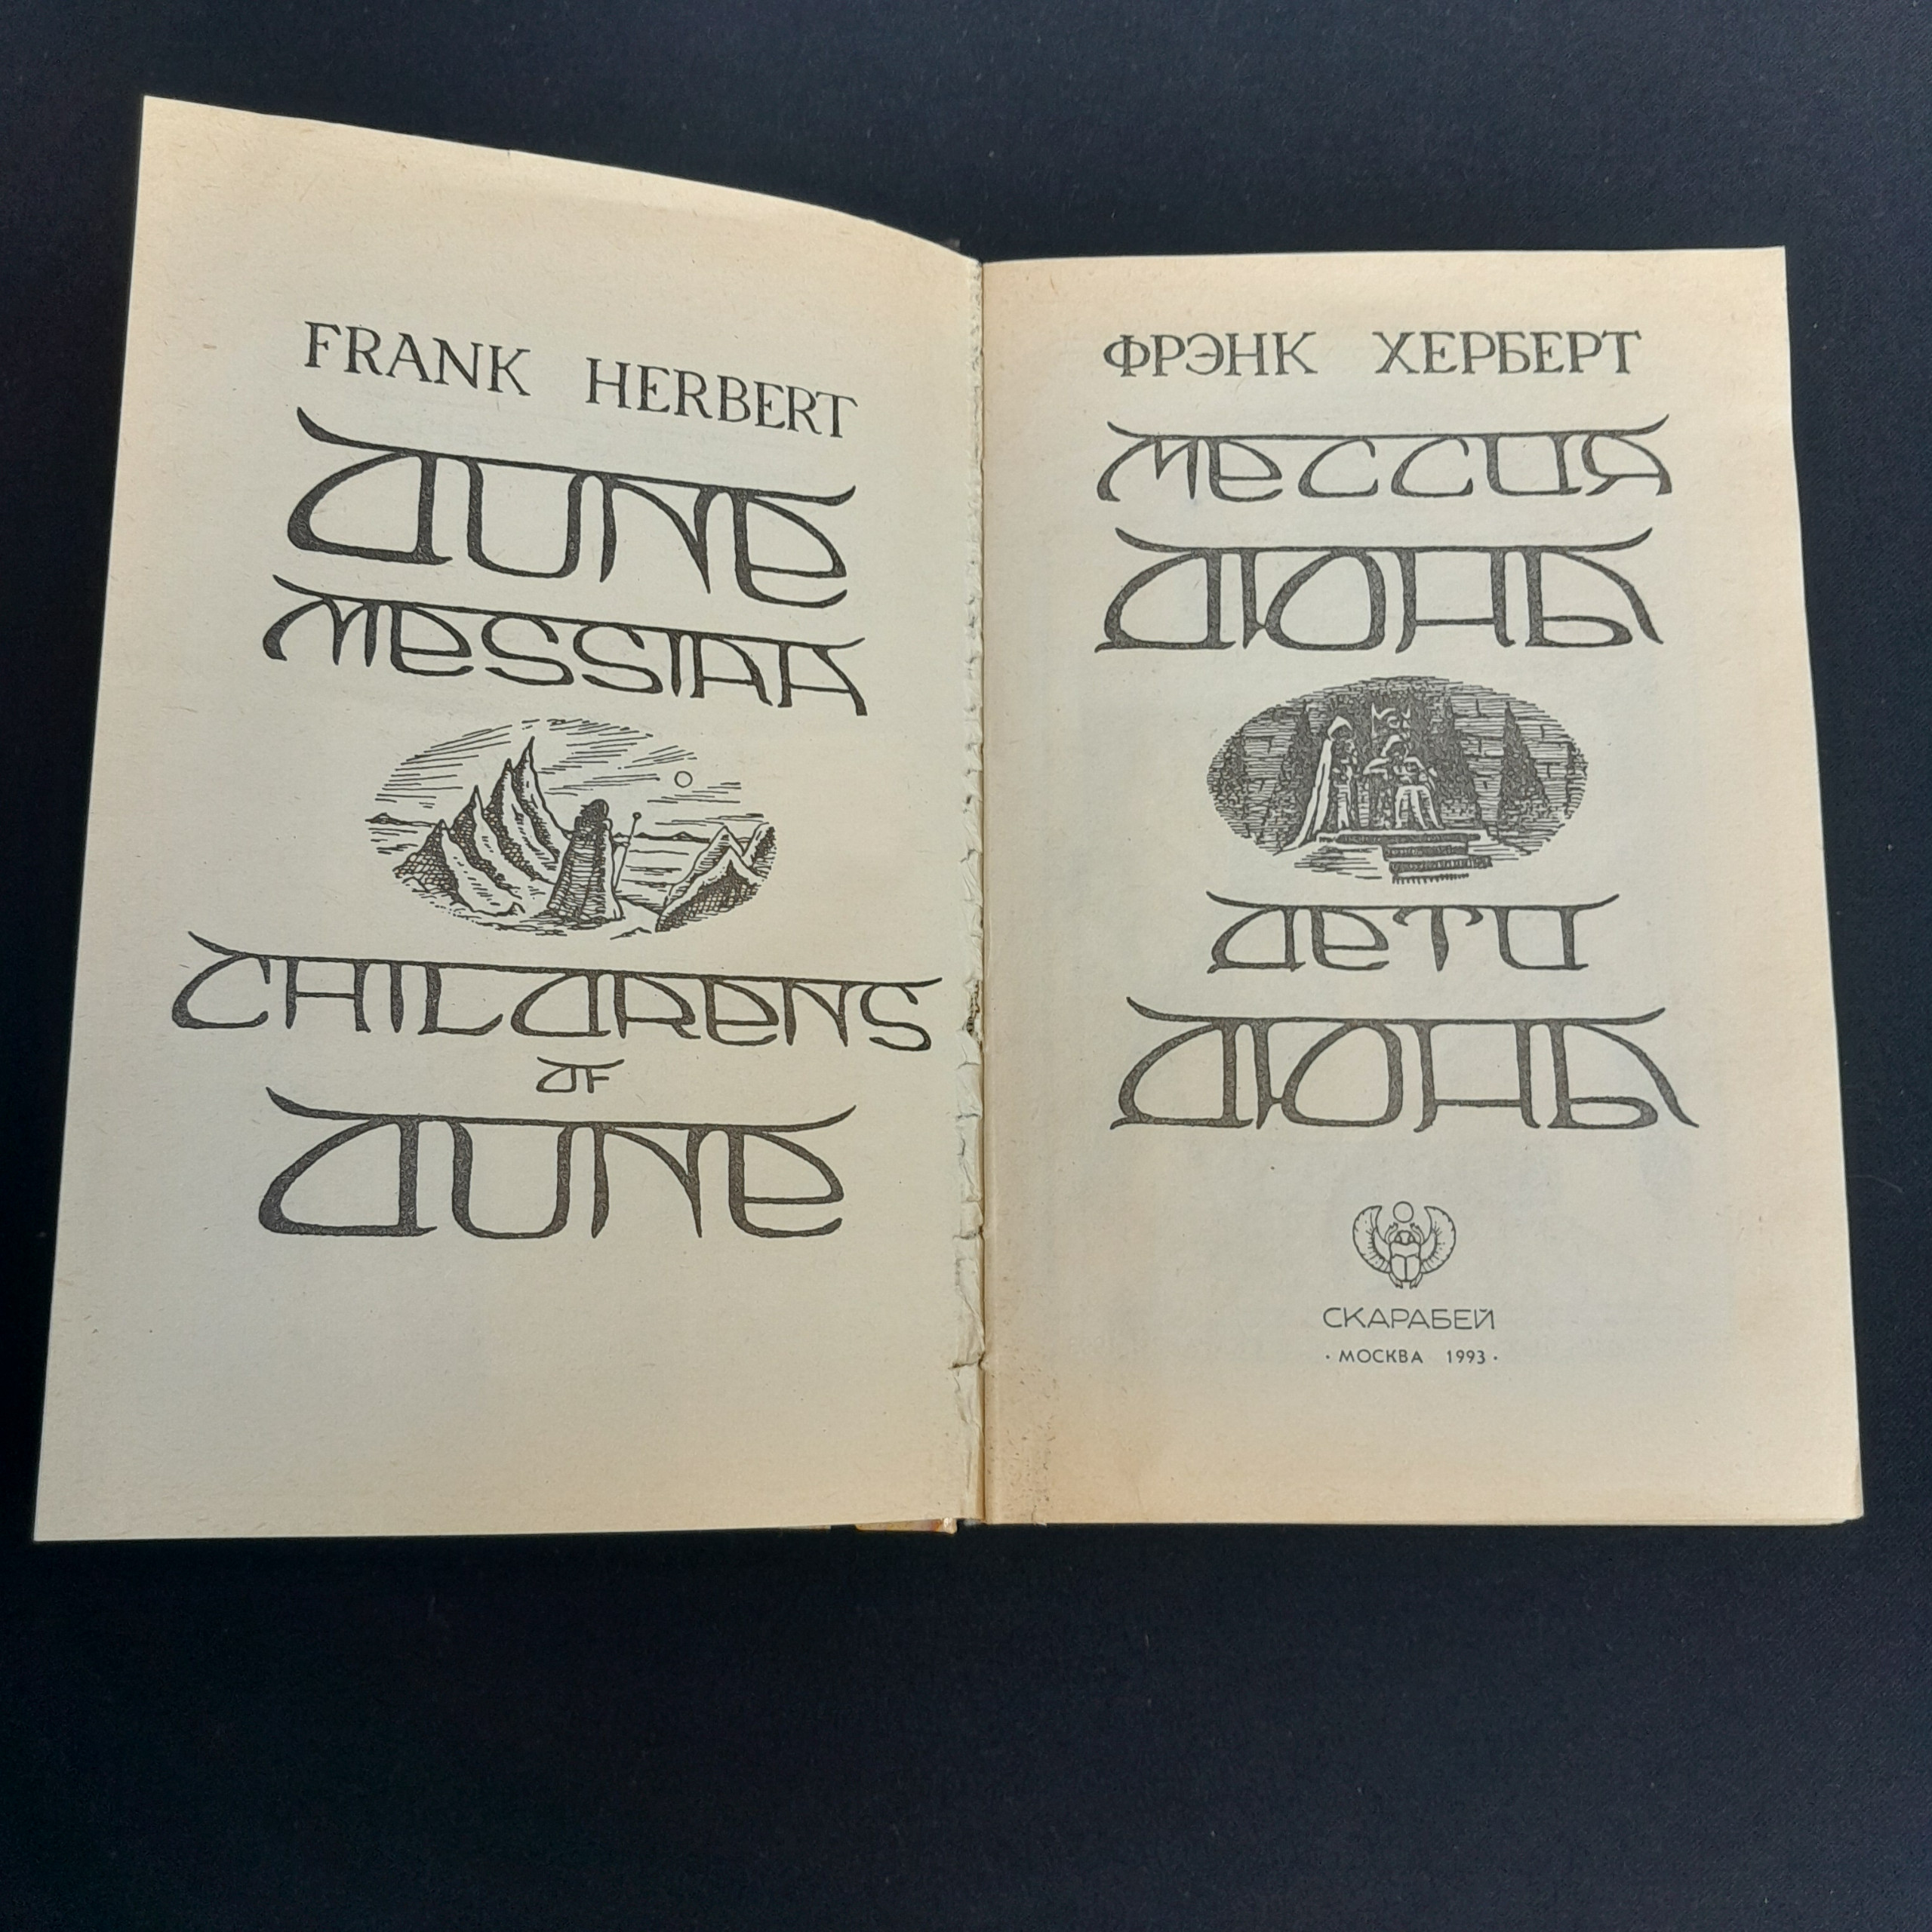 FRANK HERBERT
DUNE
MESSIAH
CHILDRENS
OF
DUNE
ФРЭНК ХЕРБЕРТ
МЕССИЯ
ДЮНЫ
ДЕТИ
ДЮНЫ
СКАРАБЕЙ
· МОСКВА 1993 ·